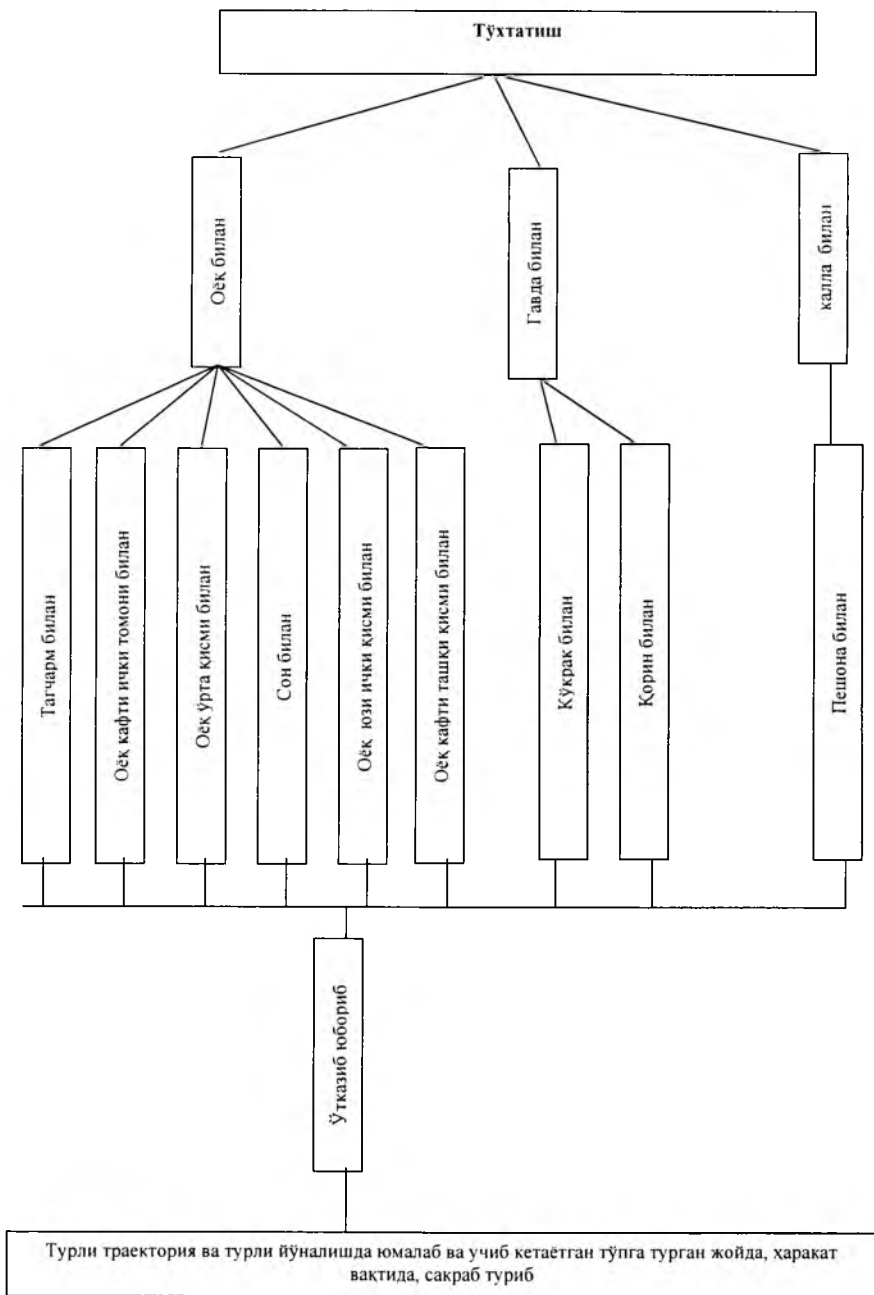 Тўхтатиш
Оёқ билан
Гавда билан
калла билан
Тагчарм билан
Оёқ кафти ички томони билан
Оёқ ўрта қисми билан
Сон билан
Оёқ юзи ички қисми билан
Оёқ кафти ташқи қисми билан
Кўкрак билан
Қорин билан
Пешона билан
Ўтказиб юбориб
Турли траектория ва турли йўналишда юмалаб ва учиб кетаётган тўпга турган жойда, ҳаракат
вақтида, сакраб туриб